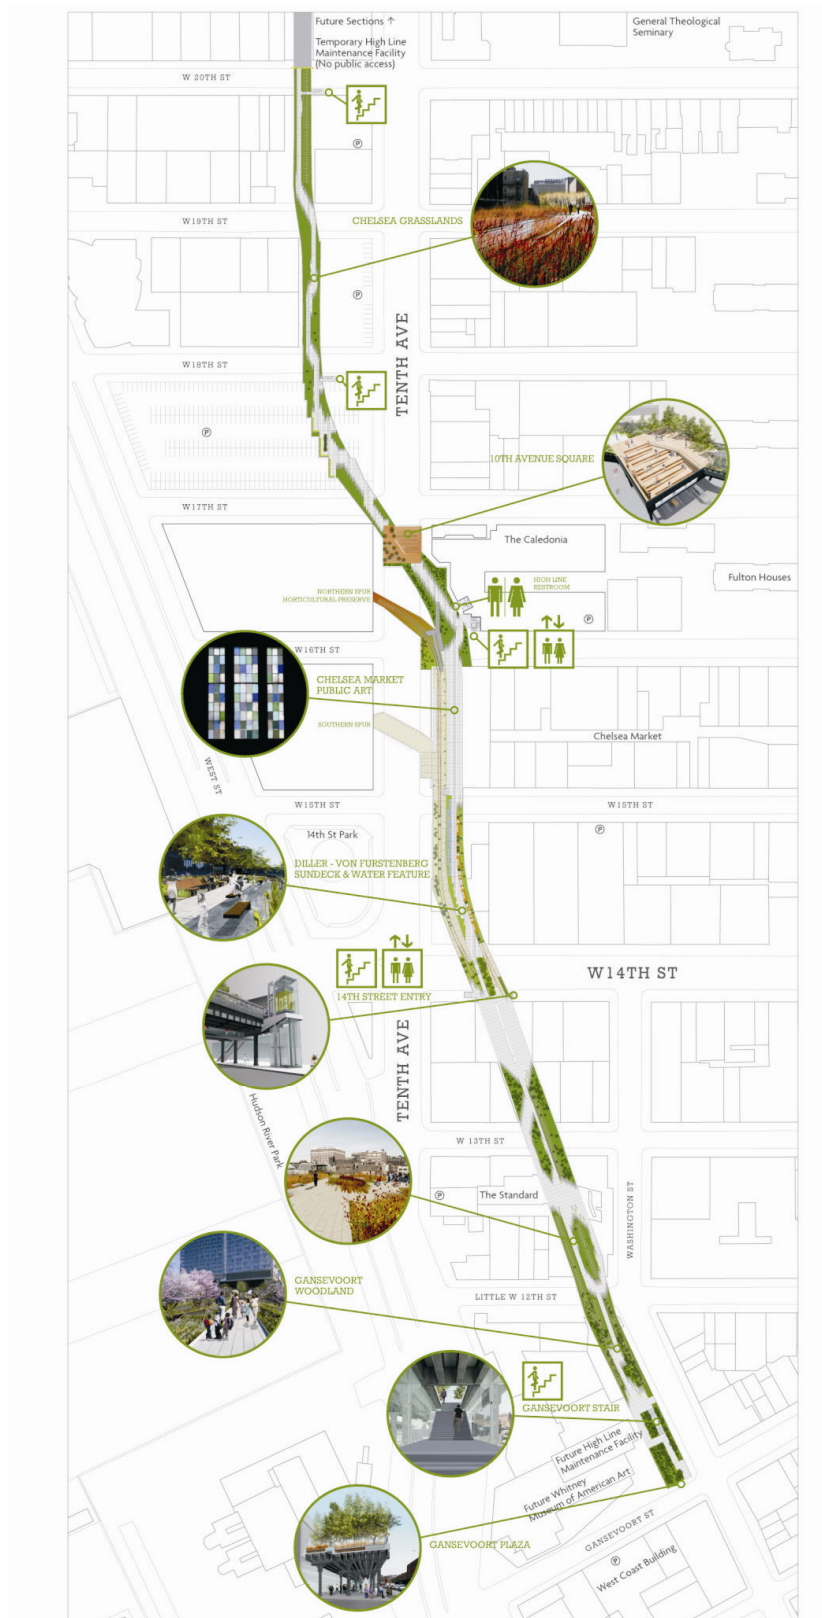 Future Sections ↑
Temporary High Line
Maintenance Facility
(No public access)
General Theological
Seminary
W 20TH ST
P
W19TH ST
CHELSEA GRASSLANDS
P
TENTH AVE
W18TH ST
P
10TH AVENUE SQUARE
W17TH ST
The Caledonia
HIGH LINE
RESTROOM
Fulton Houses
NORTHERN SPUR
HORTICULTURAL PRESERVE
P
W16TH ST
CHELSEA MARKET
PUBLIC ART
SOUTHERN SPUR
Chelsea Market
WEST ST
W15TH ST
W15TH ST
14th St Park
P
DILLER - VON FURSTENBERG
SUNDECK & WATER FEATURE
W14TH ST
14TH STREET ENTRY
TENTH AVE
Hudson River Park
W 13TH ST
P
The Standard
WASHINGTON ST
GANSEVOORT
WOODLAND
LITTLE W 12TH ST
GANSEVOORT STAIR
Future High Line
Maintenance Facility
Future Whitney
Museum of American Art
GANSEVOORT PLAZA
GANSEVOORT ST
P
West Coast Building